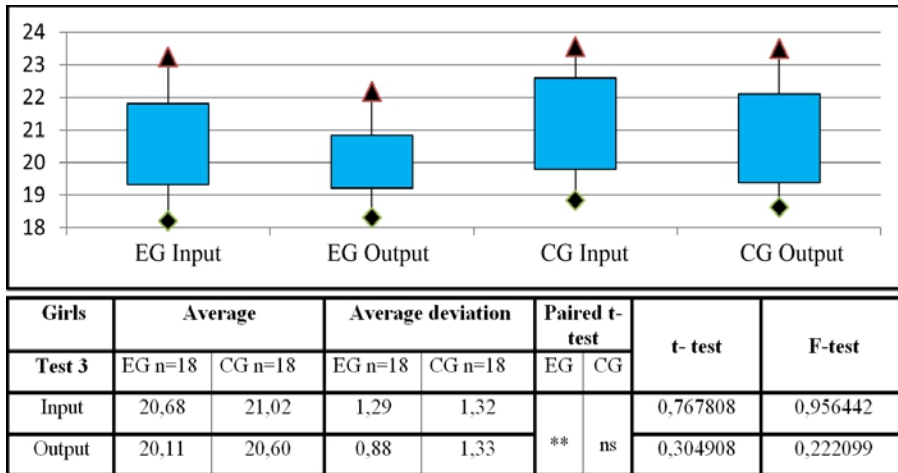 24
23
22
21
20
19
18
EG Input EG Output CG Input CG Output
Girls Average Average deviation Paired t-test t- test F-test
Test 3 EG n=18 CG n=18 EG n=18 CG n=18 EG CG
Input 20,68 21,02 1,29 1,32 0,767808 0,956442
Output 20,11 20,60 0,88 1,33 ** ns 0,304908 0,222099